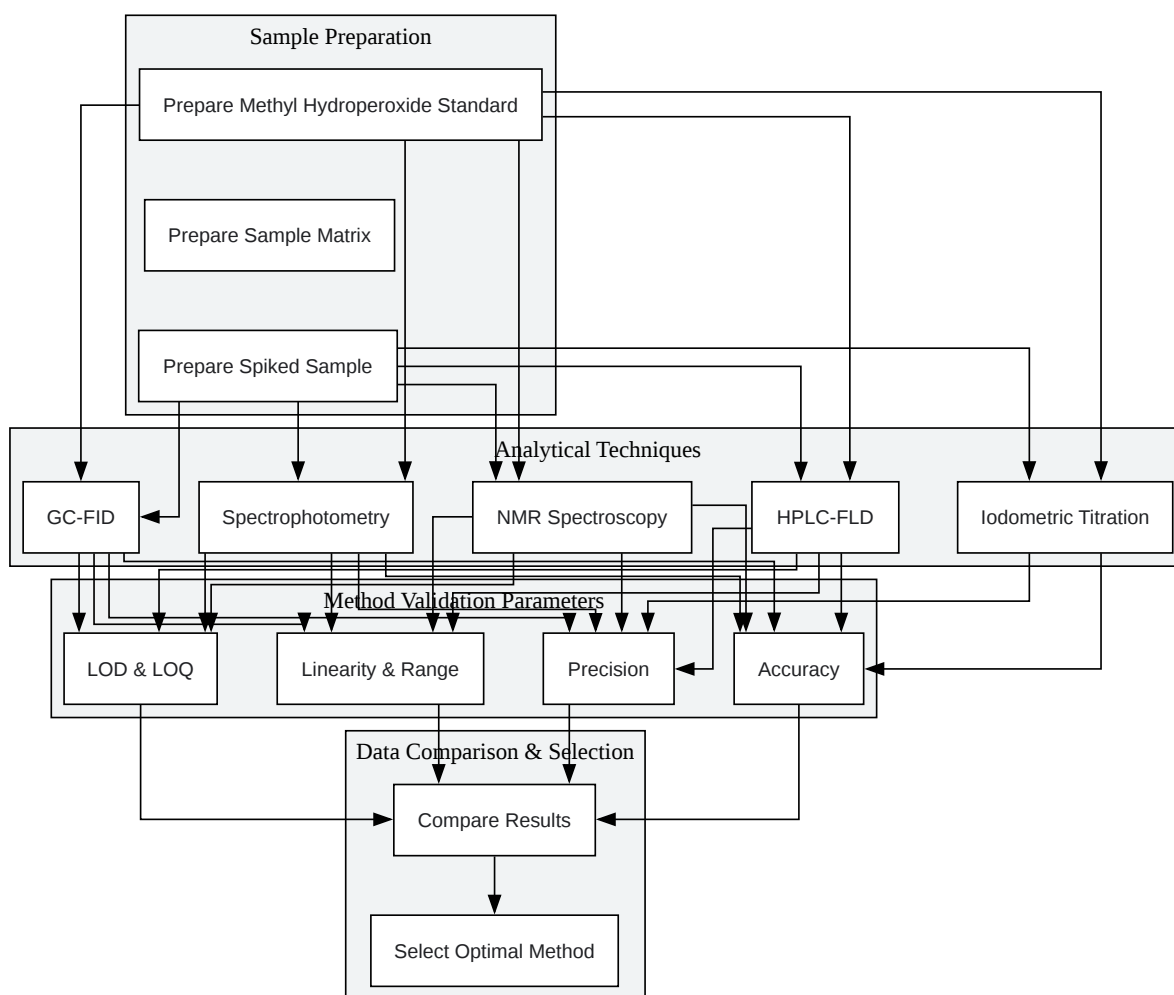 Sample Preparation
Prepare Methyl Hydroperoxide Standard
Prepare Sample Matrix
Prepare Spiked Sample
Analytical Techniques
GC-FID
Spectrophotometry
NMR Spectroscopy
HPLC-FLD
Iodometric Titration
Method Validation Parameters
LOD & LOQ
Linearity & Range
Precision
Accuracy
Data Comparison & Selection
Compare Results
Select Optimal Method